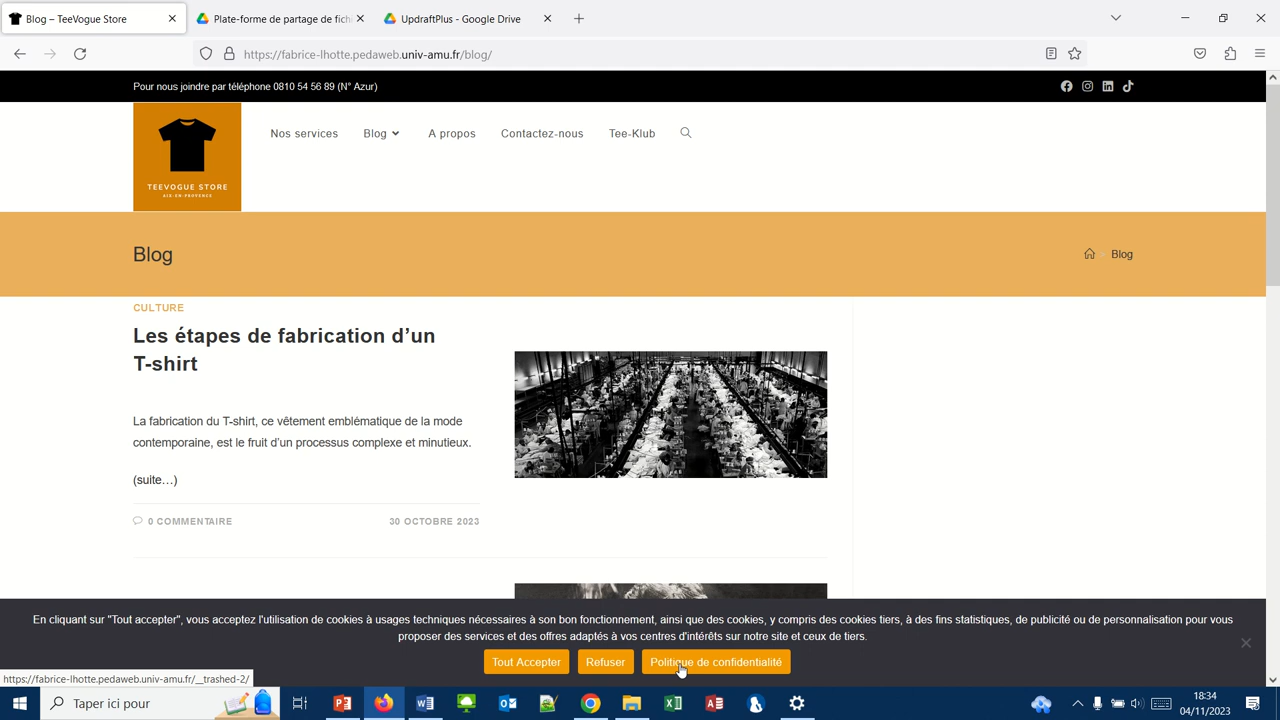 Blog – TeeVogue Store
Plate-forme de partage de fich
UpdraftPlus - Google Drive
https://fabrice-lhotte.pedaweb.univ-amu.fr/blog/
Pour nous joindre par téléphone 0810 54 56 89 (N° Azur)
TEEVOGUE STORE
AIX-EN-PROVENCE
Nos services
Blog
A propos
Contactez-nous
Tee-Klub
Blog
Blog
CULTURE
Les étapes de fabrication d’un
T-shirt
La fabrication du T-shirt, ce vêtement emblématique de la mode
contemporaine, est le fruit d’un processus complexe et minutieux.
(suite…)
0 COMMENTAIRE
30 OCTOBRE 2023
En cliquant sur "Tout accepter", vous acceptez l'utilisation de cookies à usages techniques nécessaires à son bon fonctionnement, ainsi que des cookies, y compris des cookies tiers, à des fins statistiques, de publicité ou de personnalisation pour vous
proposer des services et des offres adaptés à vos centres d'intérêts sur notre site et ceux de tiers.
Tout Accepter
Refuser
Politique de confidentialité
https://fabrice-lhotte.pedaweb.univ-amu.fr/__trashed-2/
Taper ici pour
18:34
04/11/2023